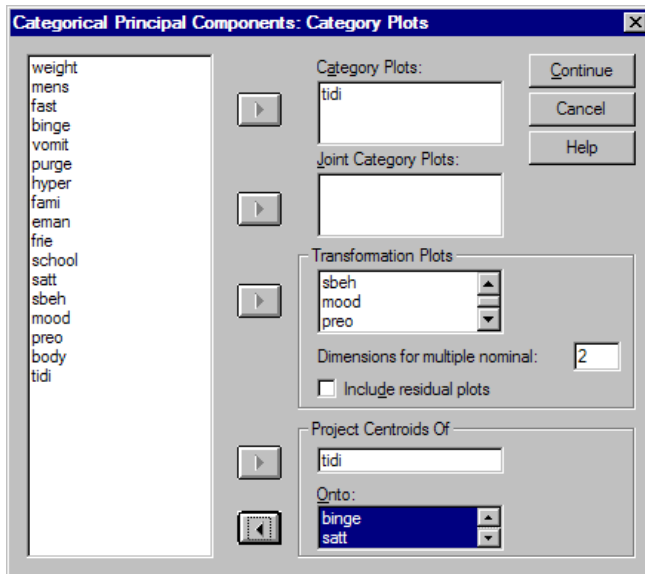 Categorical Principal Components: Category Plots
weight
mens
fast
binge
vomit
purge
hyper
fami
eman
frie
school
satt
sbeh
mood
preo
body
tidi
Category Plots:
tidi
Joint Category Plots:
Transformation Plots
sbeh
mood
preo
Dimensions for multiple nominal: 2
Include residual plots
Project Centroids Of
tidi
Onto:
binge
satt
Continue
Cancel
Help